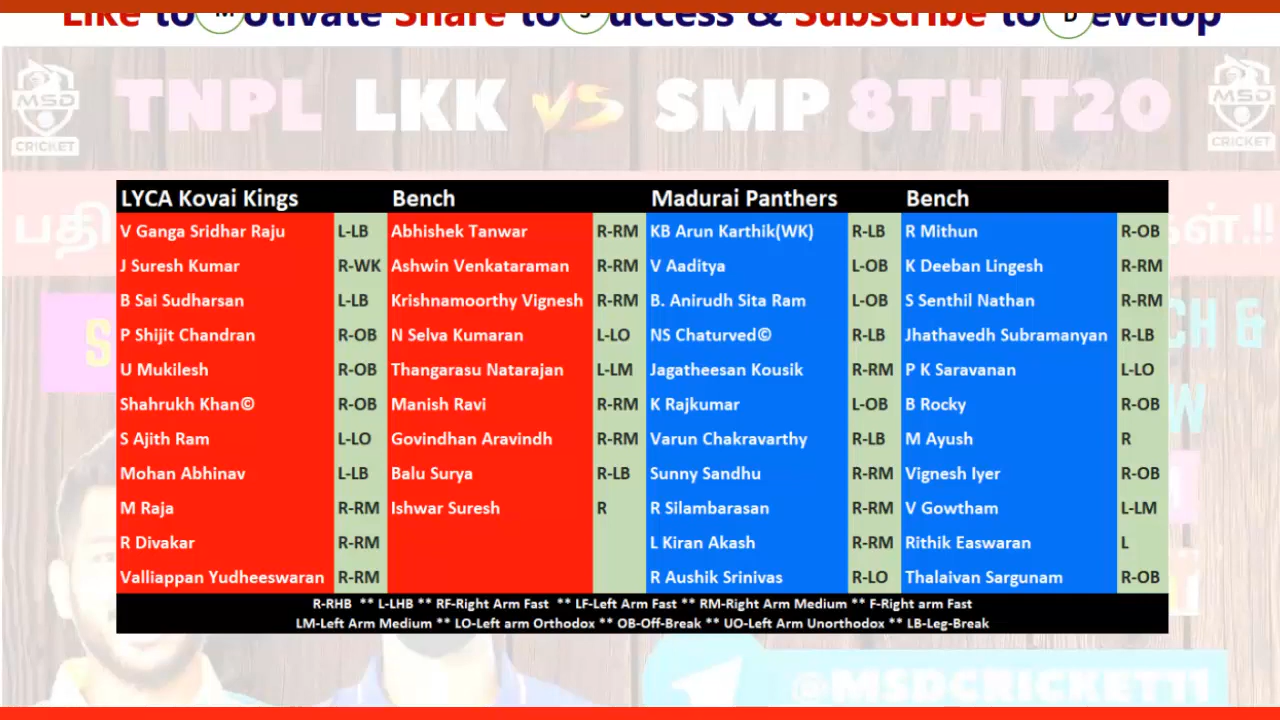 Like to Motivate Share to Success & Subscribe to Develop
TNPL LKK VS SMP 8TH T20
MSD
CRICKET
MSD
CRICKET
LYCA Kovai Kings Bench Madurai Panthers Bench
V Ganga Sridhar Raju L-LB Abhishek Tanwar R-RM KB Arun Karthik(WK) R-LB R Mithun R-OB
J Suresh Kumar R-WK Ashwin Venkataraman R-RM V Aaditya L-OB K Deeban Lingesh R-RM
B Sai Sudharsan L-LB Krishnamoorthy Vignesh R-RM B. Anirudh Sita Ram L-OB S Senthil Nathan R-RM
P Shijit Chandran R-OB N Selva Kumaran L-LO NS Chaturved© R-LB Jhathavedh Subramanyan R-LB
U Mukilesh R-OB Thangarasu Natarajan L-LM Jagatheesan Kousik R-RM P K Saravanan L-LO
Shahrukh Khan© R-OB Manish Ravi R-RM K Rajkumar L-OB B Rocky R-OB
S Ajith Ram L-LO Govindhan Aravindh R-RM Varun Chakravarthy R-LB M Ayush R
Mohan Abhinav L-LB Balu Surya R-LB Sunny Sandhu R-RM Vignesh Iyer R-OB
M Raja R-RM Ishwar Suresh R R Silambarasan R-RM V Gowtham L-LM
R Divakar R-RM L Kiran Akash R-RM Rithik Easwaran L
Valliappan Yudheeswaran R-RM R Aushik Srinivas R-LO Thalaivan Sargunam R-OB
R-RHB ** L-LHB ** RF-Right Arm Fast ** LF-Left Arm Fast ** RM-Right Arm Medium ** F-Right arm Fast
LM-Left Arm Medium ** LO-Left arm Orthodox ** OB-Off-Break ** UO-Left Arm Unorthodox ** LB-Leg-Break
@MSDCRICKET11